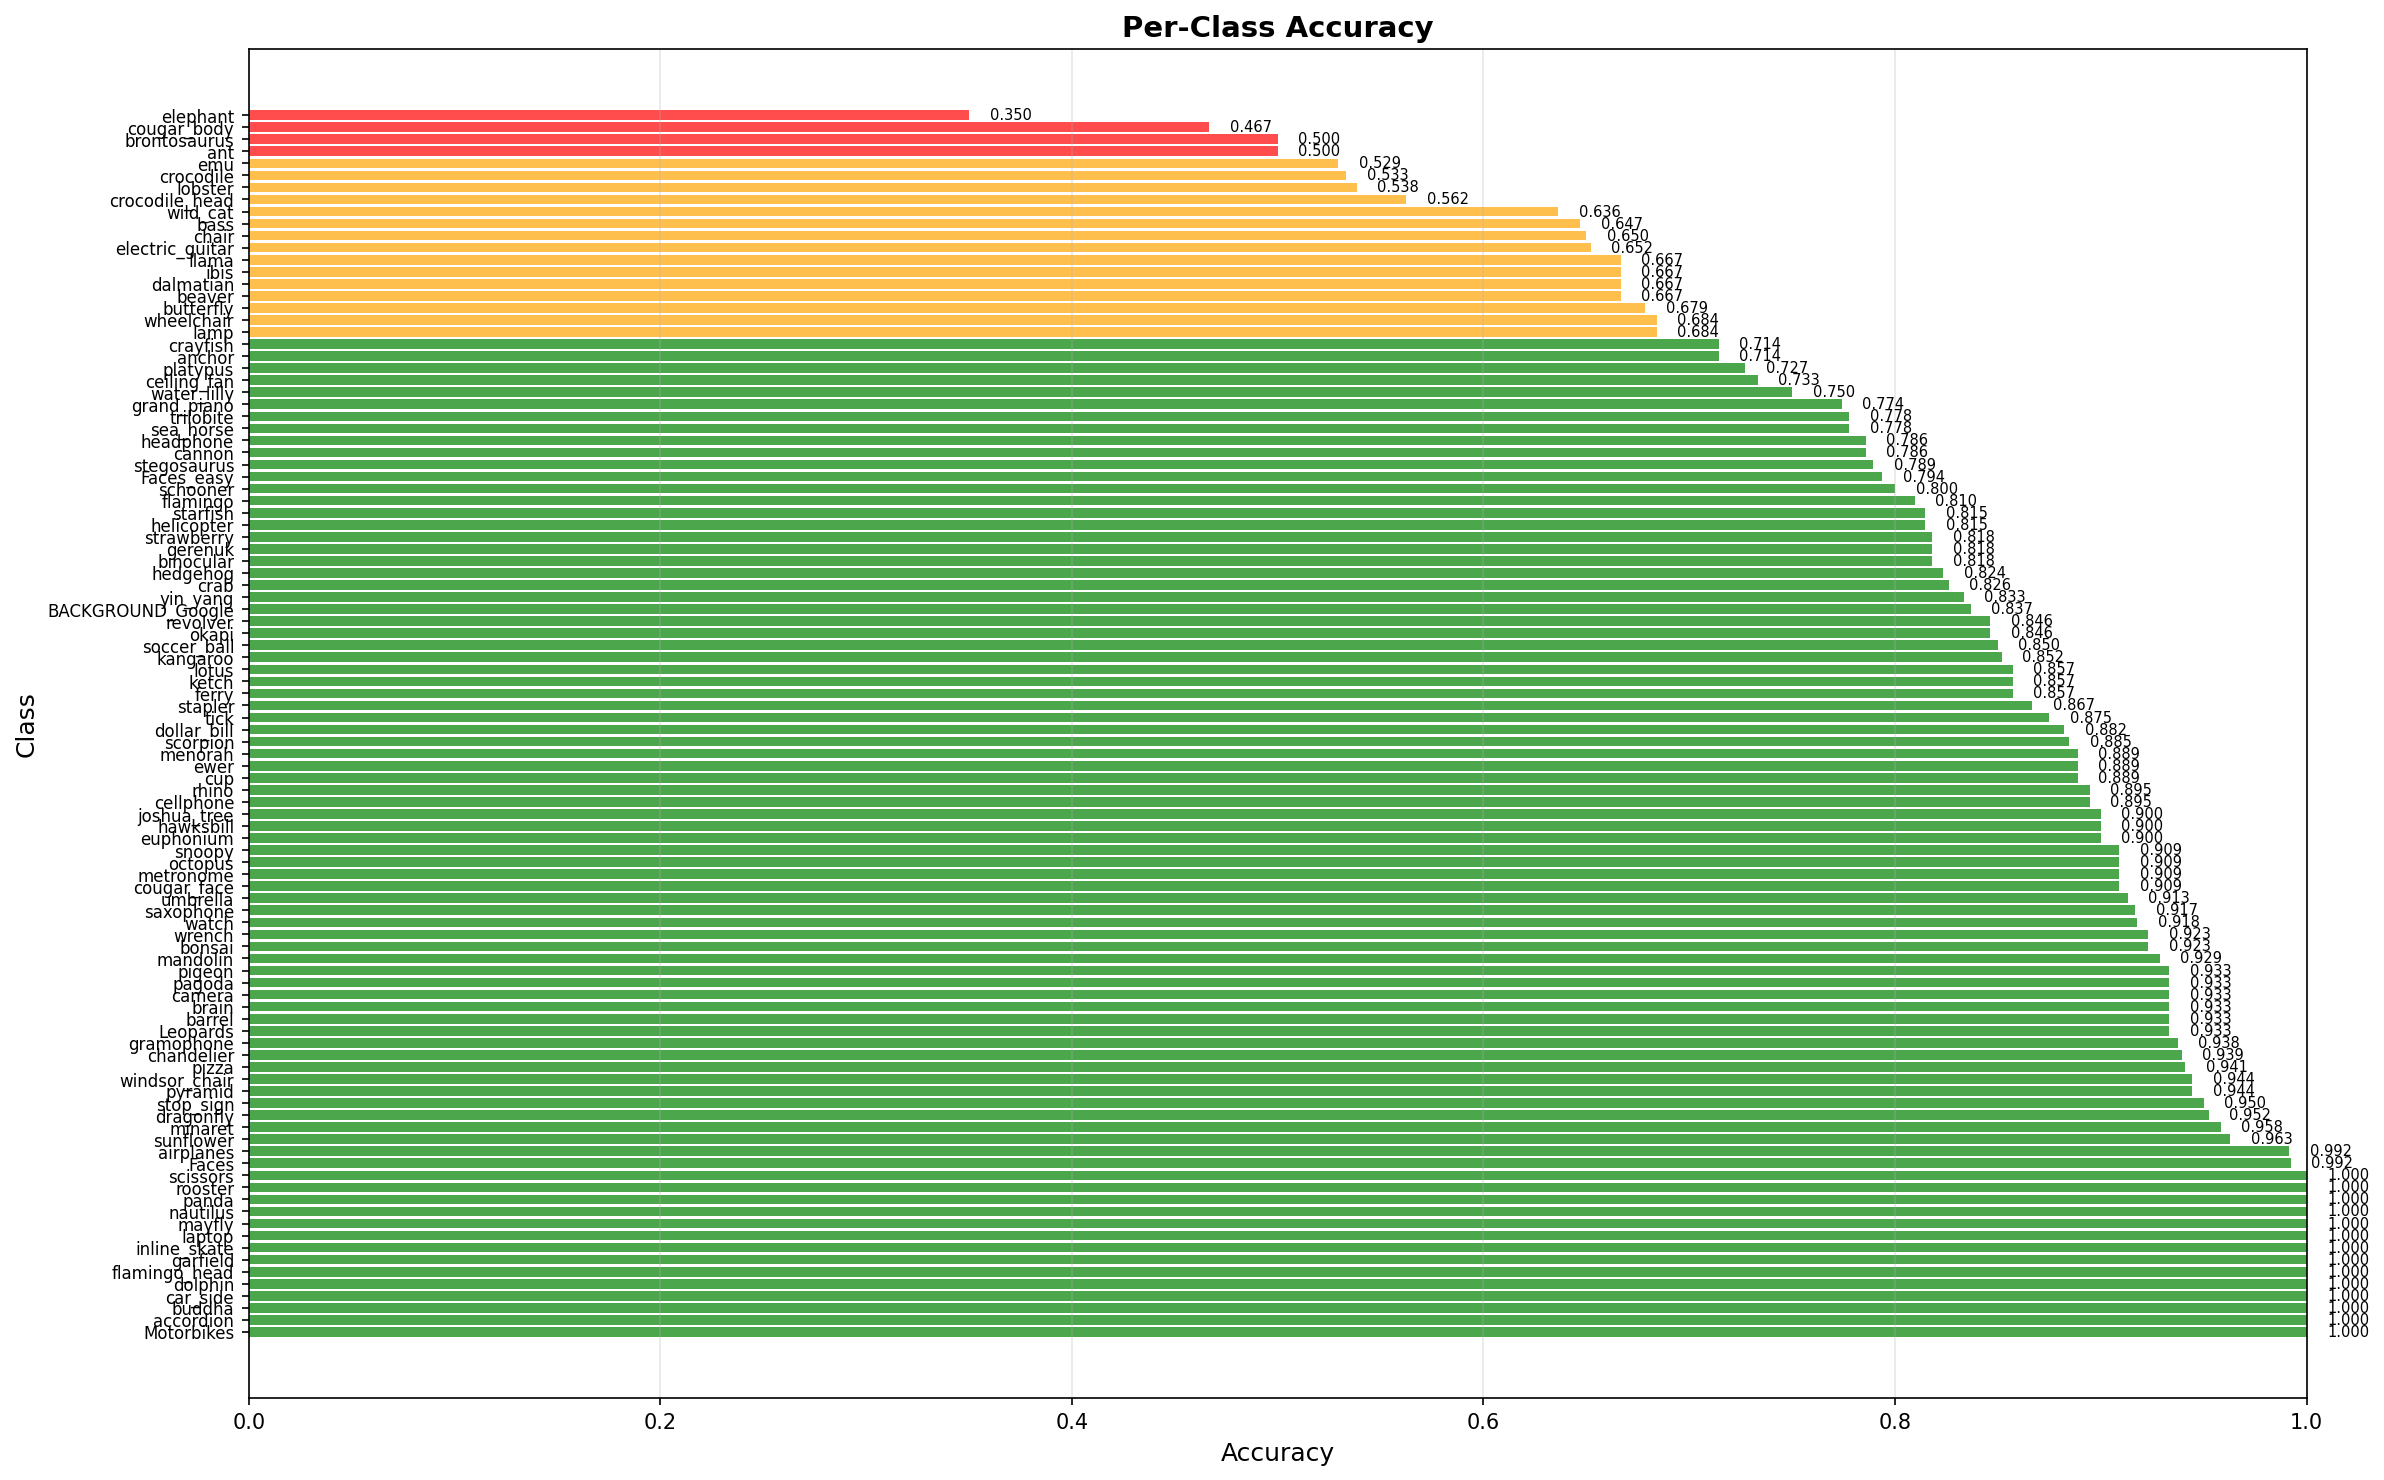 Per-Class Accuracy
elephant 0.350
cougar_body 0.467
brontosaurus 0.500
ant 0.500
emu 0.529
crocodile 0.533
lobster 0.538
crocodile_head 0.562
wild_cat 0.636
bass 0.647
chair 0.650
electric_guitar 0.652
llama 0.667
ibis 0.667
dalmatian 0.667
beaver 0.667
butterfly 0.679
wheelchair 0.684
lamp 0.684
crayfish 0.714
anchor 0.714
platypus 0.727
ceiling_fan 0.733
water_lilly 0.750
grand_piano 0.774
trilobite 0.778
sea_horse 0.778
headphone 0.786
cannon 0.786
stegosaurus 0.789
Faces_easy 0.794
schooner 0.800
flamingo 0.810
starfish 0.815
helicopter 0.815
strawberry 0.818
gerenuk 0.818
binocular 0.818
hedgehog 0.824
crab 0.826
yin_yang 0.833
BACKGROUND_Google 0.837
revolver 0.846
okapi 0.846
soccer_ball 0.850
kangaroo 0.852
lotus 0.857
ketch 0.857
ferry 0.857
stapler 0.867
tick 0.875
dollar_bill 0.882
scorpion 0.885
menorah 0.889
ewer 0.889
cup 0.889
rhino 0.895
cellphone 0.895
joshua_tree 0.900
hawksbill 0.900
euphonium 0.900
snoopy 0.909
octopus 0.909
metronome 0.909
cougar_face 0.909
umbrella 0.913
saxophone 0.917
watch 0.918
wrench 0.923
bonsai 0.923
mandolin 0.929
pigeon 0.933
pagoda 0.933
camera 0.933
brain 0.933
barrel 0.933
Leopards 0.933
gramophone 0.938
chandelier 0.939
pizza 0.941
windsor_chair 0.944
pyramid 0.944
stop_sign 0.950
dragonfly 0.952
minaret 0.958
sunflower 0.963
airplanes 0.992
Faces 0.992
scissors 1.000
rooster 1.000
panda 1.000
nautilus 1.000
mayfly 1.000
laptop 1.000
inline_skate 1.000
garfield 1.000
flamingo_head 1.000
dolphin 1.000
car_side 1.000
buddha 1.000
accordion 1.000
Motorbikes 1.000
Class
0.0 0.2 0.4 0.6 0.8 1.0
Accuracy